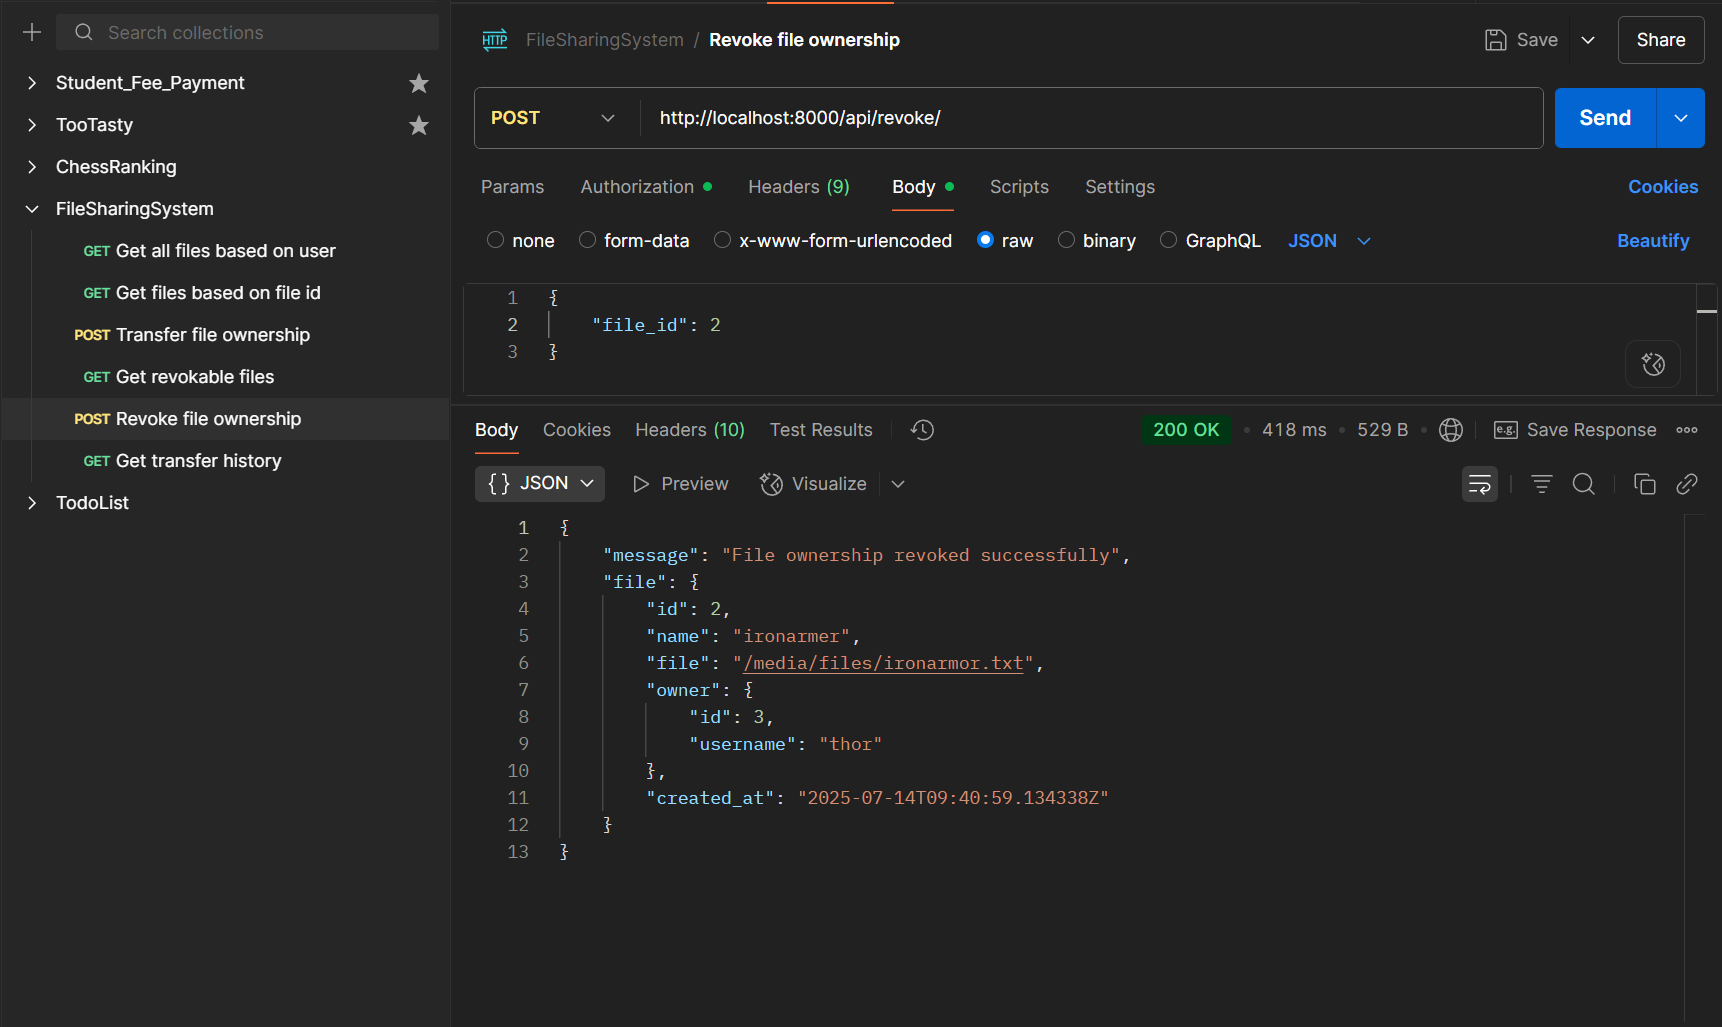 Search collections
Student_Fee_Payment
TooTasty
ChessRanking
FileSharingSystem
GET Get all files based on user
GET Get files based on file id
POST Transfer file ownership
GET Get revokable files
POST Revoke file ownership
GET Get transfer history
TodoList
HTTP FileSharingSystem / Revoke file ownership
Save
Share
POST http://localhost:8000/api/revoke/
Send
Params Authorization Headers (9) Body Scripts Settings Cookies
none form-data x-www-form-urlencoded raw binary GraphQL JSON Beautify
1 {
2 "file_id": 2
3 }
Body Cookies Headers (10) Test Results 200 OK • 418 ms • 529 B • e.g. Save Response
{} JSON Preview Visualize
1 {
2 "message": "File ownership revoked successfully",
3 "file": {
4 "id": 2,
5 "name": "ironarmer",
6 "file": "/media/files/ironarmor.txt",
7 "owner": {
8 "id": 3,
9 "username": "thor"
10 },
11 "created_at": "2025-07-14T09:40:59.134338Z"
12 }
13 }